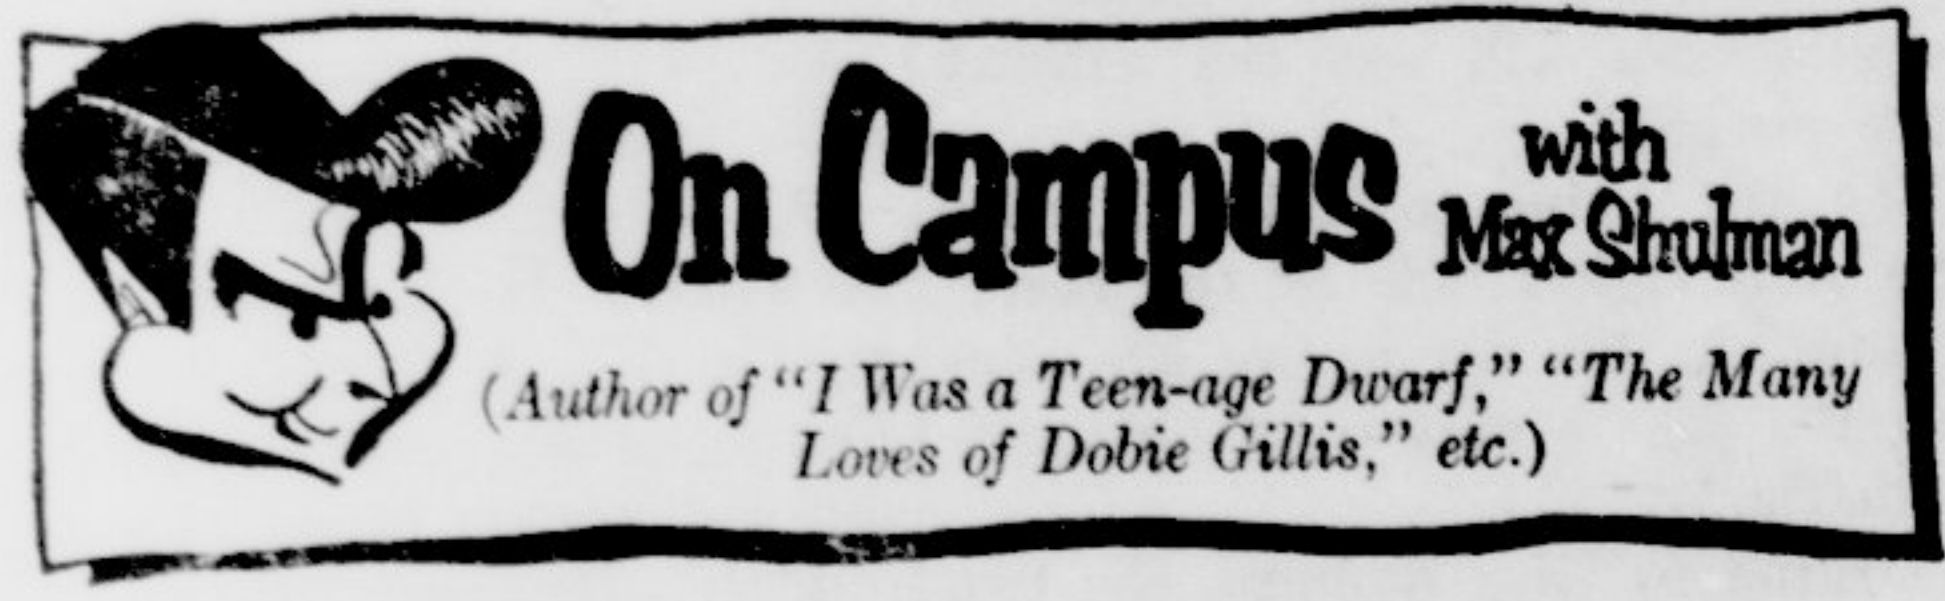 On Campus with
Max Shulman
(Author of "I Was a Teen-age Dwarf," "The Many
Loves of Dobie Gillis," etc.)